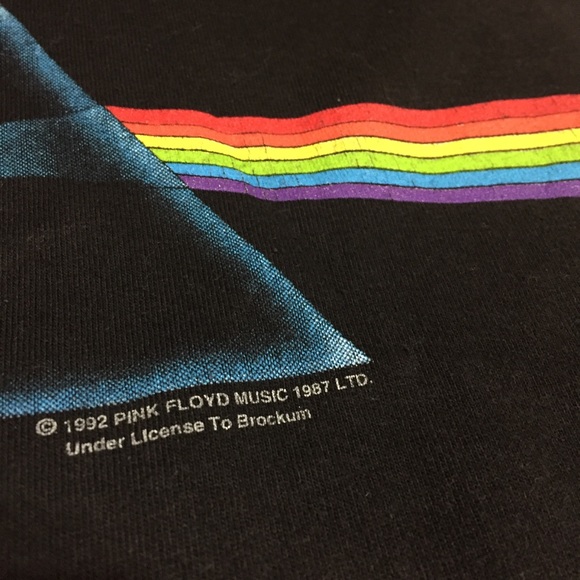 © 1992 PINK FLOYD MUSIC 1987 LTD.
Under License To Brockum